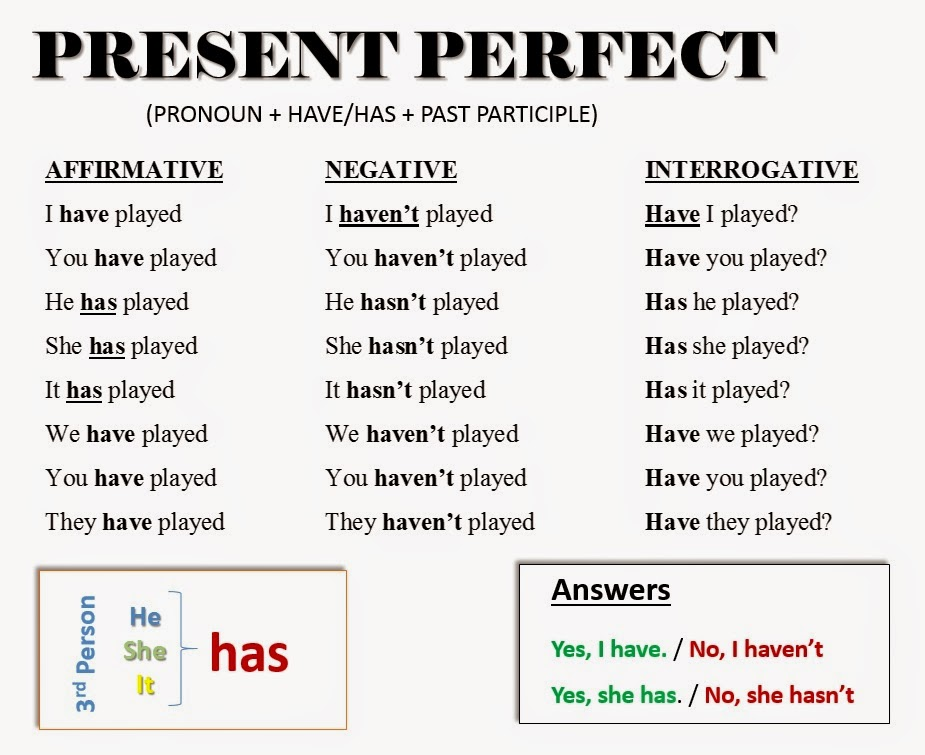 PRESENT PERFECT
(PRONOUN + HAVE/HAS + PAST PARTICIPLE)
AFFIRMATIVE
I have played
You have played
He has played
She has played
It has played
We have played
You have played
They have played
NEGATIVE
I haven’t played
You haven’t played
He hasn’t played
She hasn’t played
It hasn’t played
We haven’t played
You haven’t played
They haven’t played
INTERROGATIVE
Have I played?
Have you played?
Has he played?
Has she played?
Has it played?
Have we played?
Have you played?
Have they played?
3rd Person
He
She
It
has
Answers
Yes, I have. / No, I haven’t
Yes, she has. / No, she hasn’t